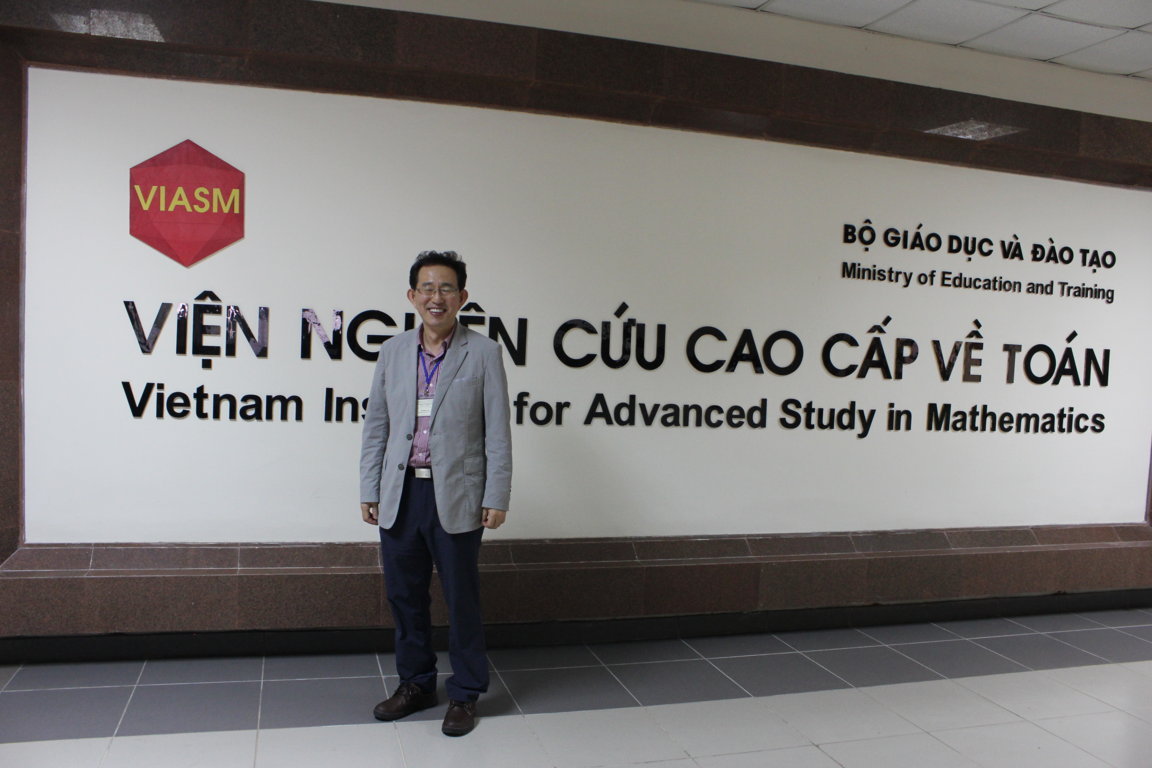 VIASM
BỘ GIÁO DỤC VÀ ĐÀO TẠO
Ministry of Education and Training
VIỆN NGHIÊN CỨU CAO CẤP VỀ TOÁN
Vietnam for Advanced Study in Mathematics